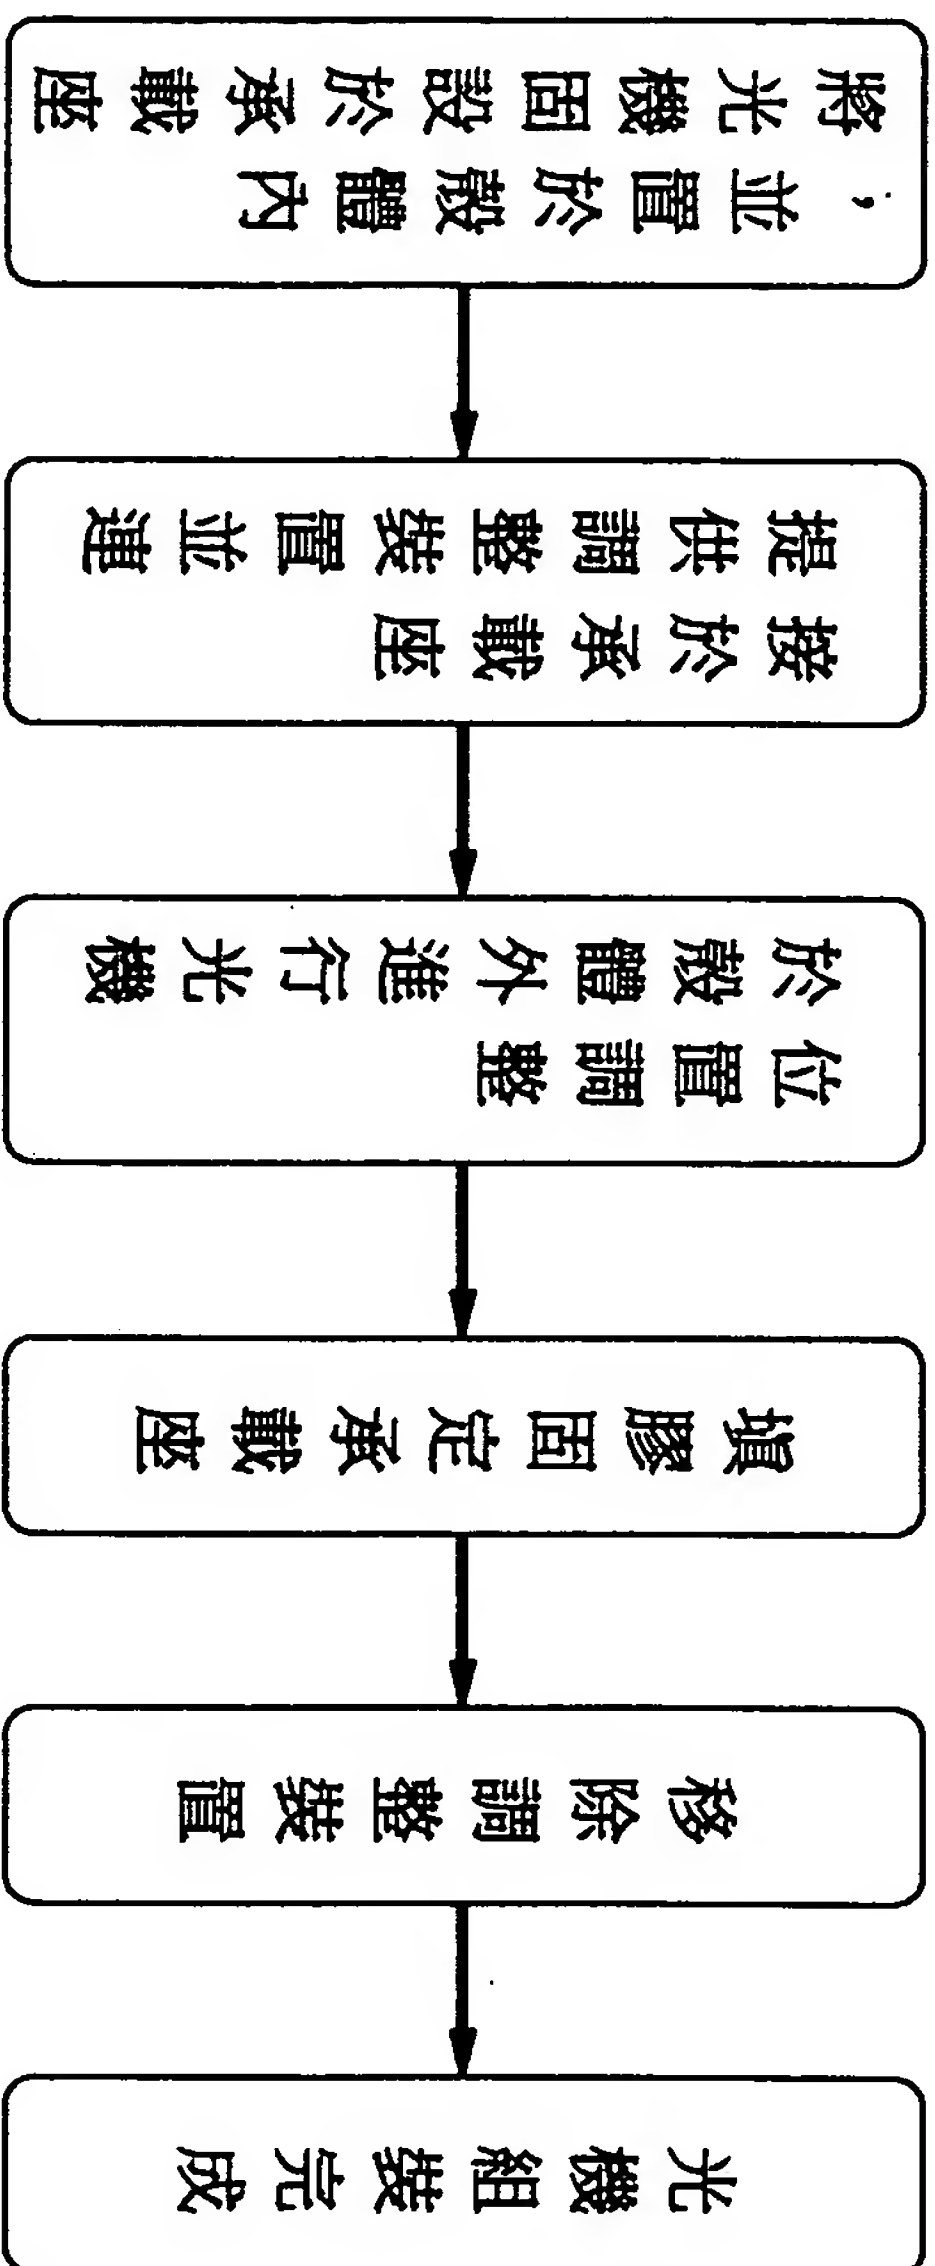 將光機固設於承載座
，並置於殼體內
提供調整裝置並連
接於承載座
於殼體外進行光機
位置調整
填膠固定承載座
移除調整裝置
光機組裝完成